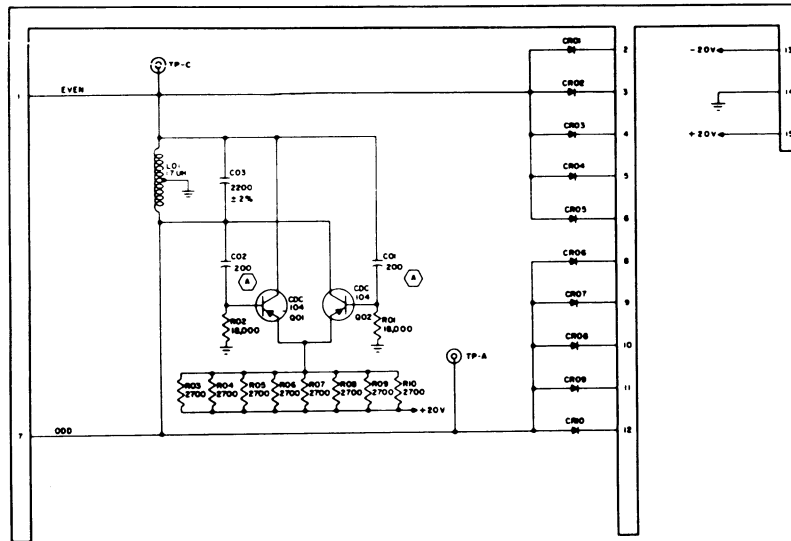 TP-C
1 EVEN
CR01 2
CR02 3
CR03 4
CR04 5
CR05 6
-20V 13
14
+20V 15
L01
17UH
C03
2200
± 2%
C02
200
A
C01
200
A
CDC
104
Q01
CDC
104
Q02
R02
18,000
R01
18,000
CR06 8
CR07 9
CR08 10
CR09 11
CR10 12
TP-A
R03 R04 R05 R06 R07 R08 R09 R10
2700 2700 2700 2700 2700 2700 2700 2700
+20V
7 ODD